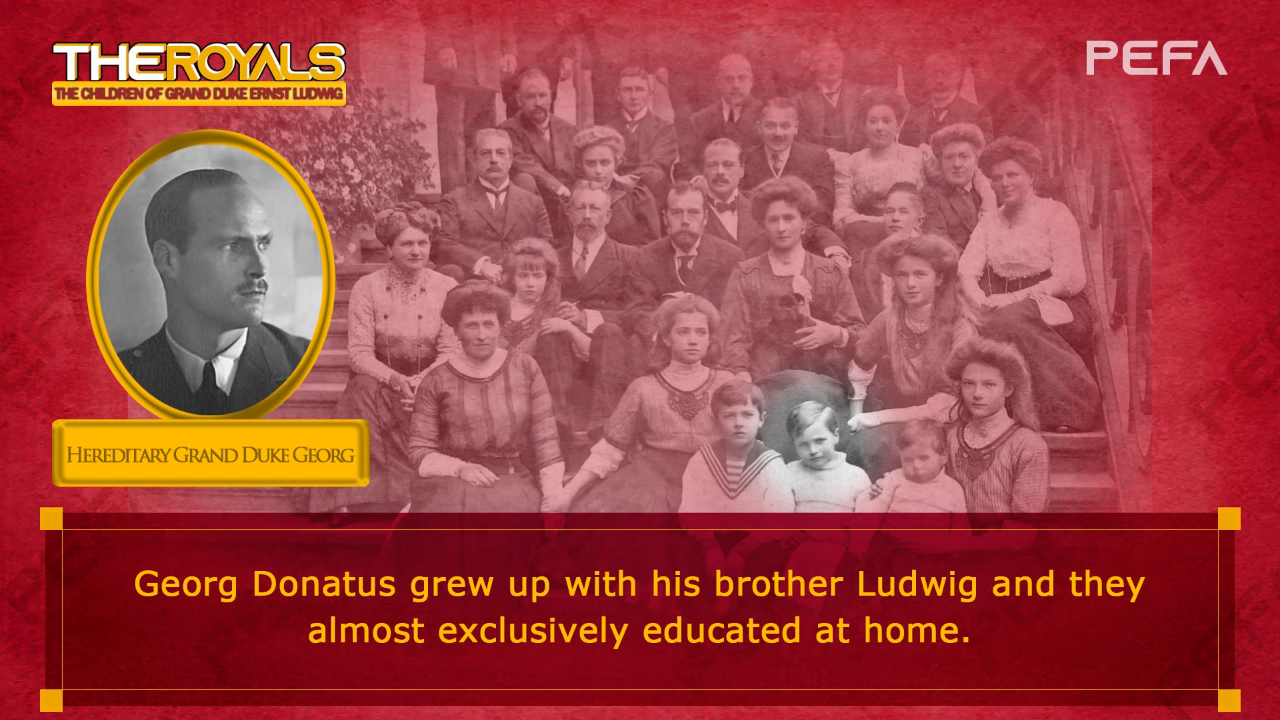 THEROYALS
THE CHILDREN OF GRAND DUKE ERNST LUDWIG
PEFA
HEREDITARY GRAND DUKE GEORG
Georg Donatus grew up with his brother Ludwig and they
almost exclusively educated at home.